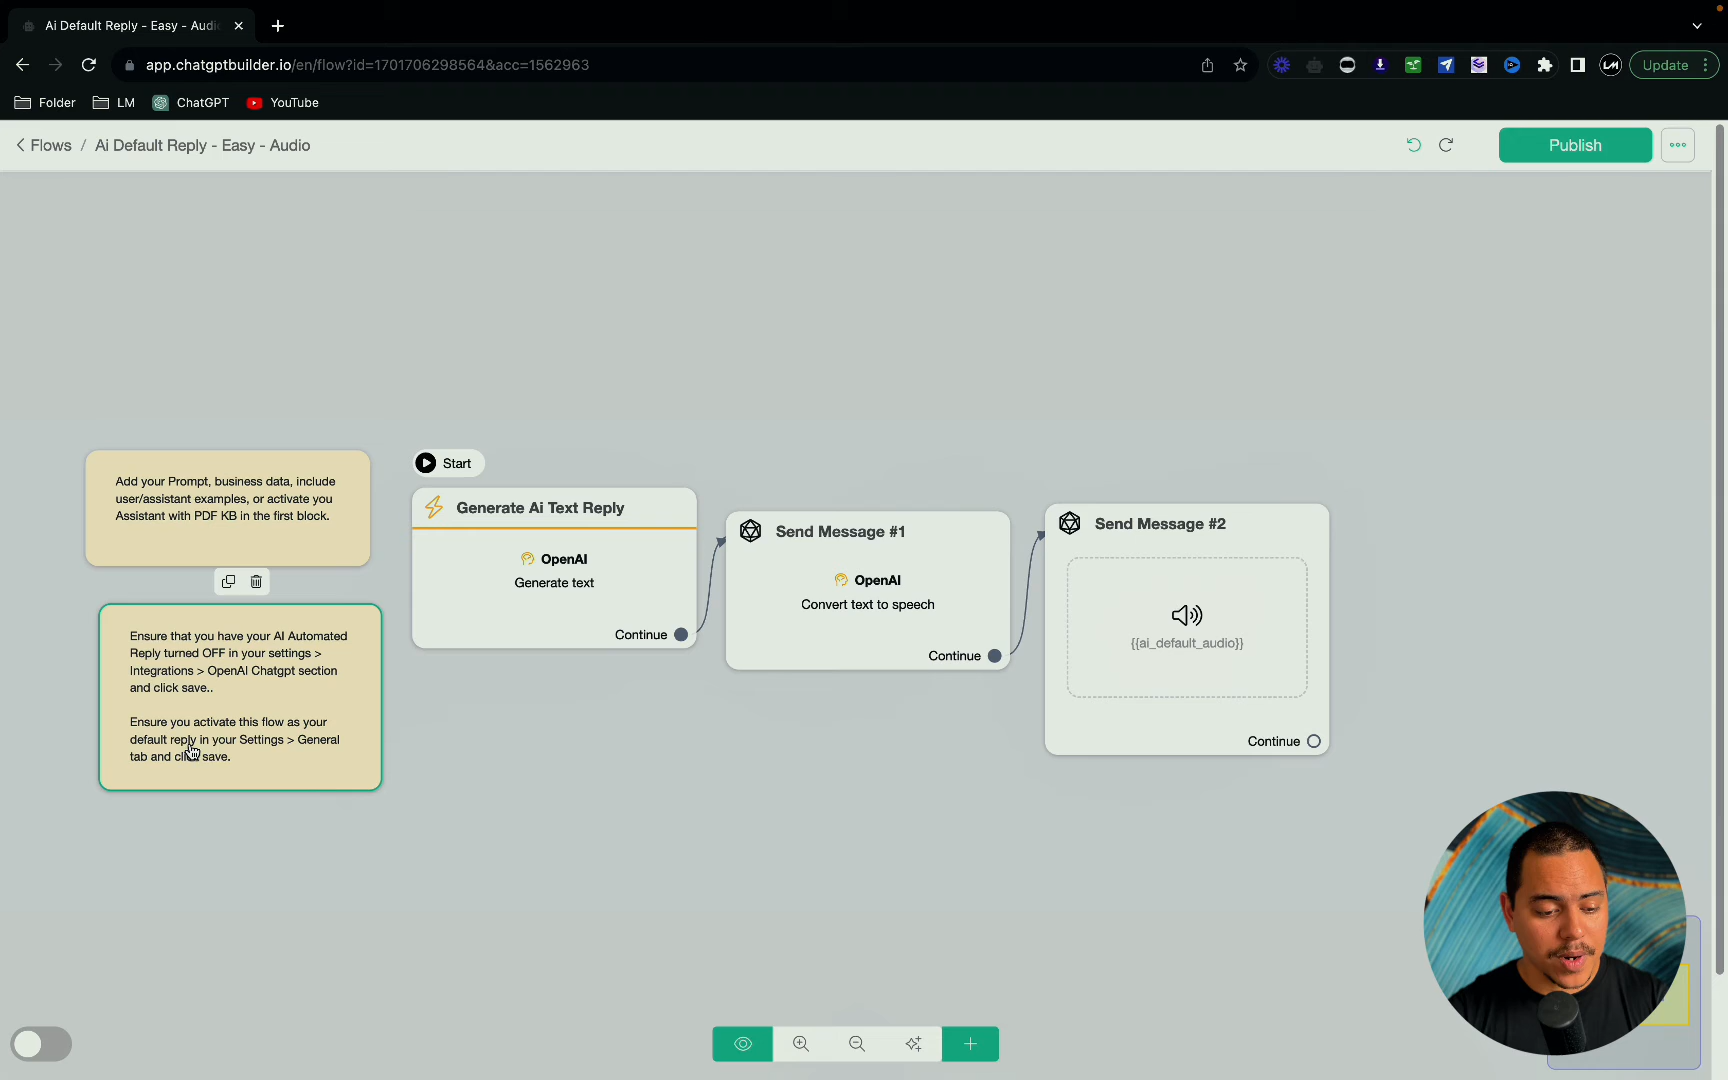 Ai Default Reply - Easy - Audi
app.chatgptbuilder.io/en/flow?id=1701706298564&acc=1562963
Update
Folder
LM
ChatGPT
YouTube
Flows / Ai Default Reply - Easy - Audio
Publish
Add your Prompt, business data, include
user/assistant examples, or activate you
Assistant with PDF KB in the first block.
Ensure that you have your AI Automated
Reply turned OFF in your settings >
Integrations > OpenAI Chatgpt section
and click save..
Ensure you activate this flow as your
default reply in your Settings > General
tab and click save.
Start
Generate Ai Text Reply
OpenAI
Generate text
Continue
Send Message #1
OpenAI
Convert text to speech
Continue
Send Message #2
{{ai_default_audio}}
Continue